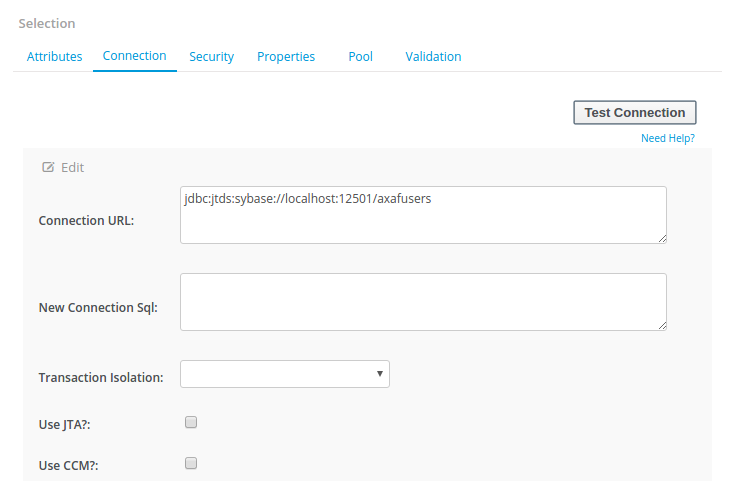 Selection
Attributes Connection Security Properties Pool Validation
Test Connection
Need Help?
Edit
Connection URL: jdbc:jtds:sybase://localhost:12501/axafusers
New Connection Sql:
Transaction Isolation:
Use JTA?:
Use CCM?: